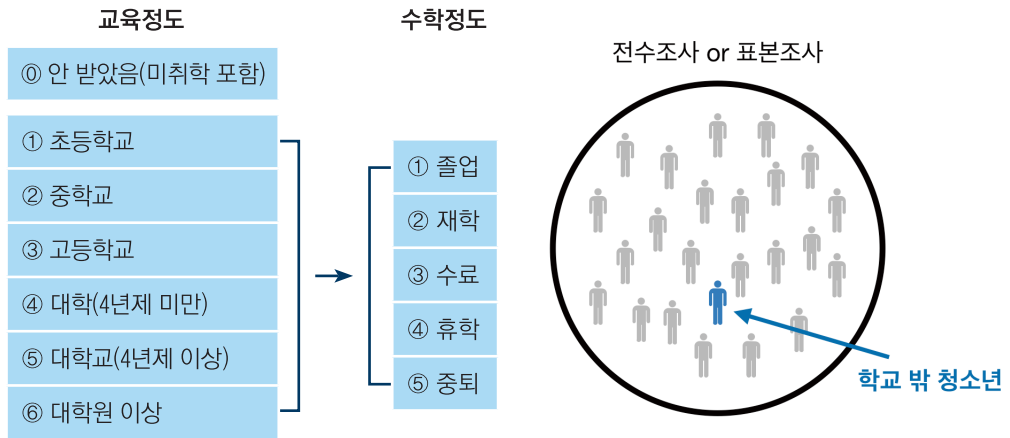 교육정도
⓪ 안 받았음(미취학 포함)
① 초등학교
② 중학교
③ 고등학교
④ 대학(4년제 미만)
⑤ 대학교(4년제 이상)
⑥ 대학원 이상
수학정도
① 졸업
② 재학
③ 수료
④ 휴학
⑤ 중퇴
전수조사 or 표본조사
학교 밖 청소년